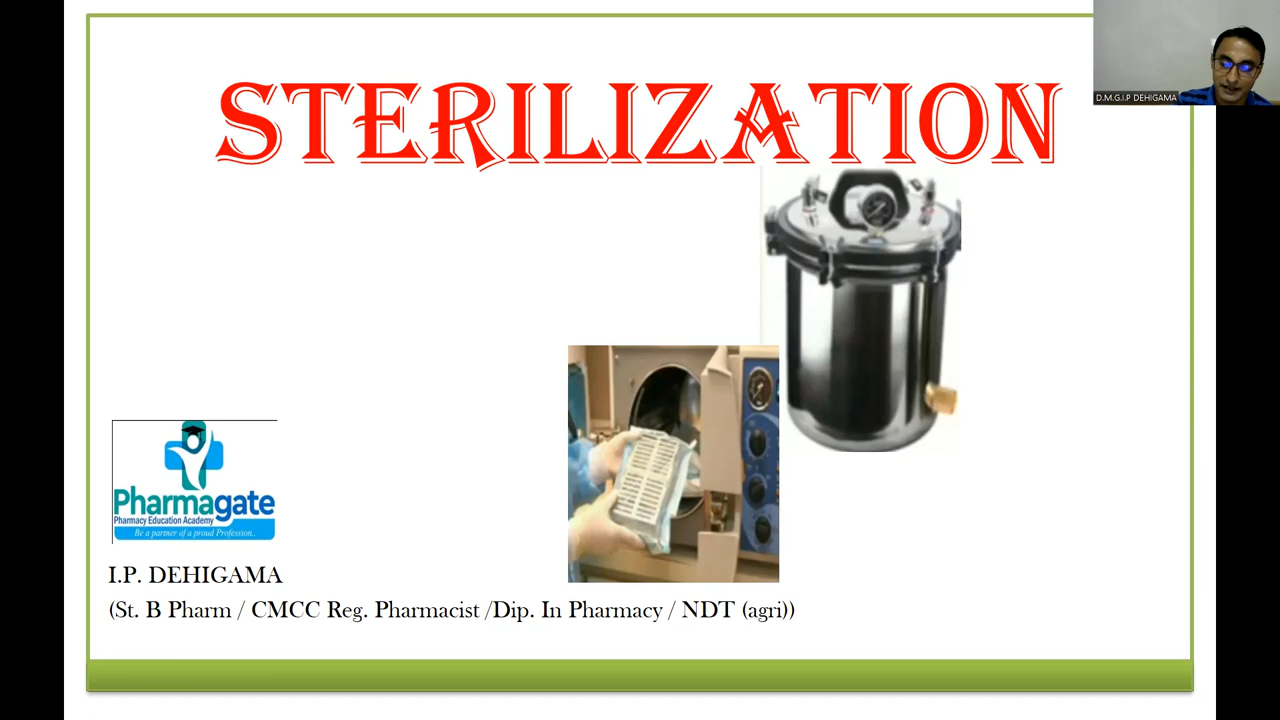 STERILIZATION
D.M.G.I.P DEHIGAMA
Pharmagate
Pharmacy Education Academy
Be a partner of a proud Profession..
I.P. DEHIGAMA
(St. B Pharm / CMCC Reg. Pharmacist /Dip. In Pharmacy / NDT (agri))